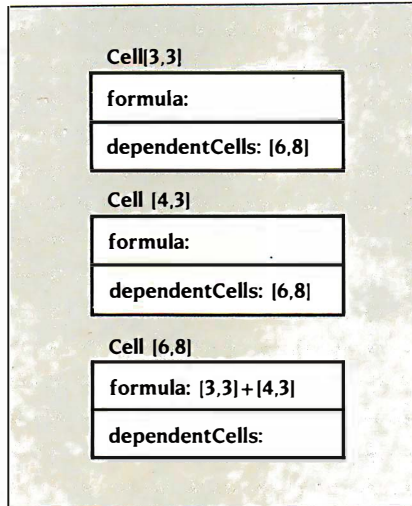 Cell[3,3]
formula:
dependentCells: [6,8]
Cell [4,3]
formula:
dependentCells: [6,8]
Cell [6,8]
formula: [3,3]+[4,3]
dependentCells: